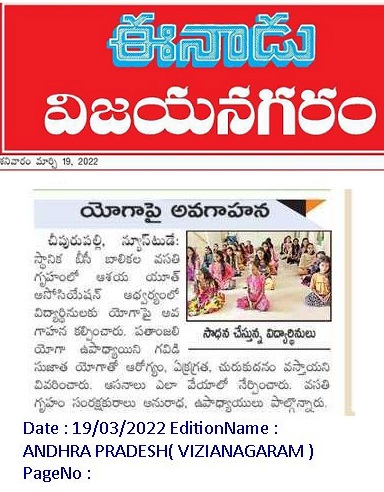 ఈనాడు
విజయనగరం
శనివారం మార్చి 19, 2022
యోగాపై అవగాహన
చీపురుపల్లి, న్యూస్‌టుడే:
స్థానిక బీసీ బాలికల వసతి
గృహంలో ఆశయ యూత్
అసోసియేషన్ ఆధ్వర్యంలో
విద్యార్థినులకు యోగాపై అవ
గాహన కల్పించారు. పతాంజలి
యోగా ఉపాధ్యాయిని గవిడి
సుజాత యోగాతో ఆరోగ్యం, ఏకాగ్రత, చురుకుదనం వస్తాయని
వివరించారు. ఆసనాలు ఎలా వేయాలో నేర్పించారు. వసతి
గృహం సంరక్షకురాలు అనురాధ, ఉపాధ్యాయులు పాల్గొన్నారు.
సాధన చేస్తున్న విద్యార్థినులు
Date : 19/03/2022 EditionName :
ANDHRA PRADESH( VIZIANAGARAM )
PageNo :